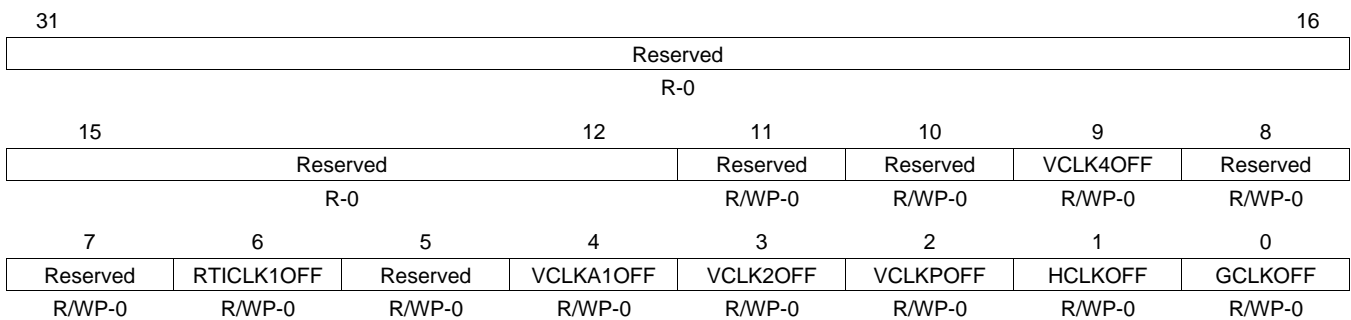 31 16
Reserved
R-0
15 12 11 10 9 8
Reserved Reserved Reserved VCLK4OFF Reserved
R-0 R/WP-0 R/WP-0 R/WP-0 R/WP-0
7 6 5 4 3 2 1 0
Reserved RTICLK1OFF Reserved VCLKA1OFF VCLK2OFF VCLKPOFF HCLKOFF GCLKOFF
R/WP-0 R/WP-0 R/WP-0 R/WP-0 R/WP-0 R/WP-0 R/WP-0 R/WP-0